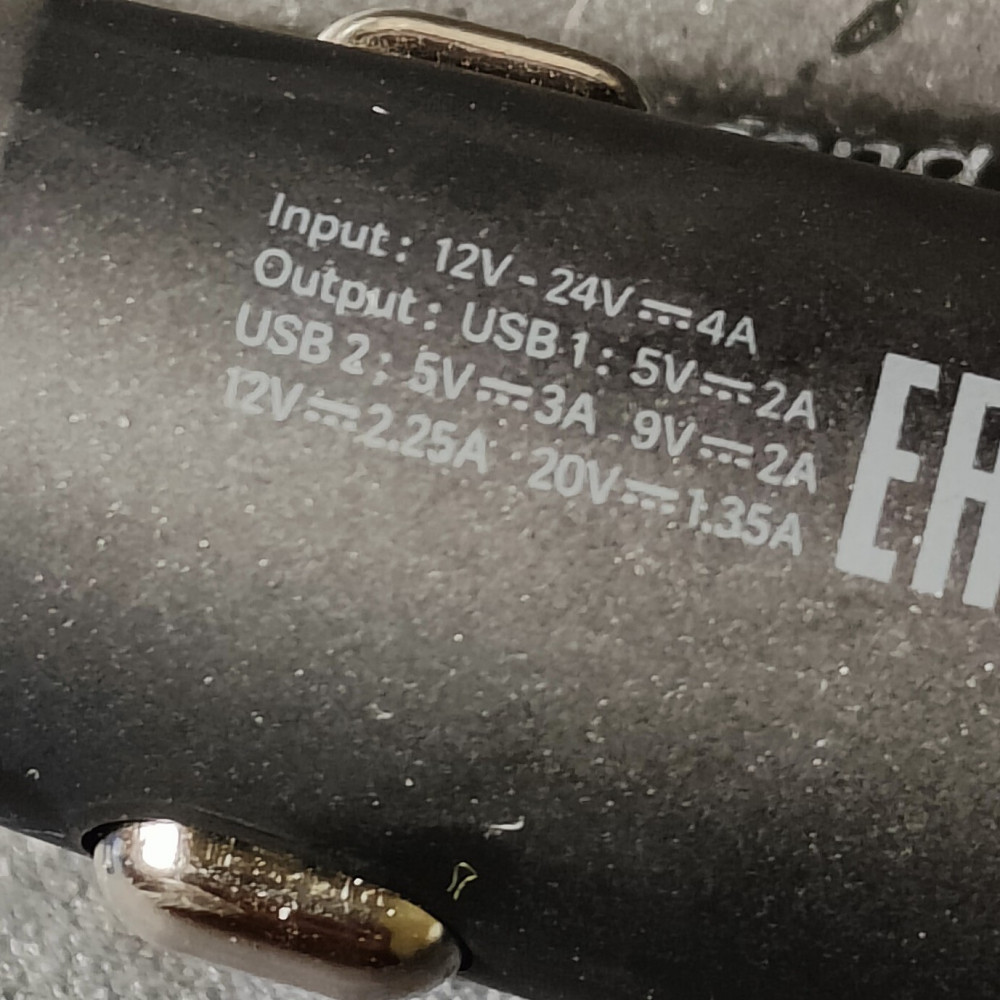 Input : 12V - 24V⎓4A
Output : USB 1 : 5V⎓2A
USB 2 : 5V⎓3A 9V⎓2A
12V⎓2.25A 20V⎓1.35A